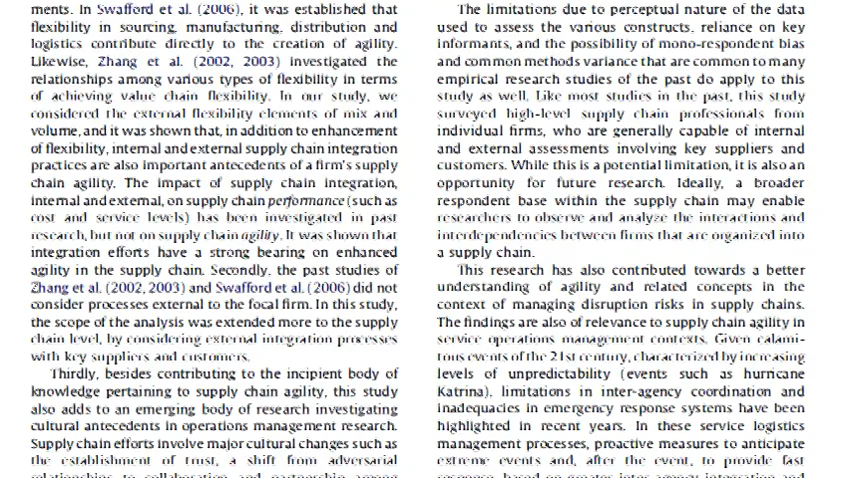 ments. In Swafford et al. (2006), it was established that
flexibility in sourcing, manufacturing, distribution and
logistics contribute directly to the creation of agility.
Likewise, Zhang et al. (2002, 2003) investigated the
relationships among various types of flexibility in terms
of achieving value chain flexibility. In our study, we
considered the external flexibility elements of mix and
volume, and it was shown that, in addition to enhancement
of flexibility, internal and external supply chain integration
practices are also important antecedents of a firm's supply
chain agility. The impact of supply chain integration,
internal and external, on supply chain performance (such as
cost and service levels) has been investigated in past
research, but not on supply chain agility. It was shown that
integration efforts have a strong bearing on enhanced
agility in the supply chain. Secondly, the past studies of
Zhang et al. (2002, 2003) and Swafford et al. (2006) did not
consider processes external to the focal firm. In this study,
the scope of the analysis was extended more to the supply
chain level, by considering external integration processes
with key suppliers and customers.
Thirdly, besides contributing to the incipient body of
knowledge pertaining to supply chain agility, this study
also adds to an emerging body of research investigating
cultural antecedents in operations management research.
Supply chain efforts involve major cultural changes such as
the establishment of trust, a shift from adversarial
relationships to collaboration and partnership among
The limitations due to perceptual nature of the data
used to assess the various constructs, reliance on key
informants, and the possibility of mono-respondent bias
and common methods variance that are common to many
empirical research studies of the past do apply to this
study as well. Like most studies in the past, this study
surveyed high-level supply chain professionals from
individual firms, who are generally capable of internal
and external assessments involving key suppliers and
customers. While this is a potential limitation, it is also an
opportunity for future research. Ideally, a broader
respondent base within the supply chain may enable
researchers to observe and analyze the interactions and
interdependencies between firms that are organized into
a supply chain.
This research has also contributed towards a better
understanding of agility and related concepts in the
context of managing disruption risks in supply chains.
The findings are also of relevance to supply chain agility in
service operations management contexts. Given calami-
tous events of the 21st century, characterized by increasing
levels of unpredictability (events such as hurricane
Katrina), limitations in inter-agency coordination and
inadequacies in emergency response systems have been
highlighted in recent years. In these service logistics
management processes, proactive measures to anticipate
extreme events and, after the event, to provide fast
response, based on greater inter-agency integration and